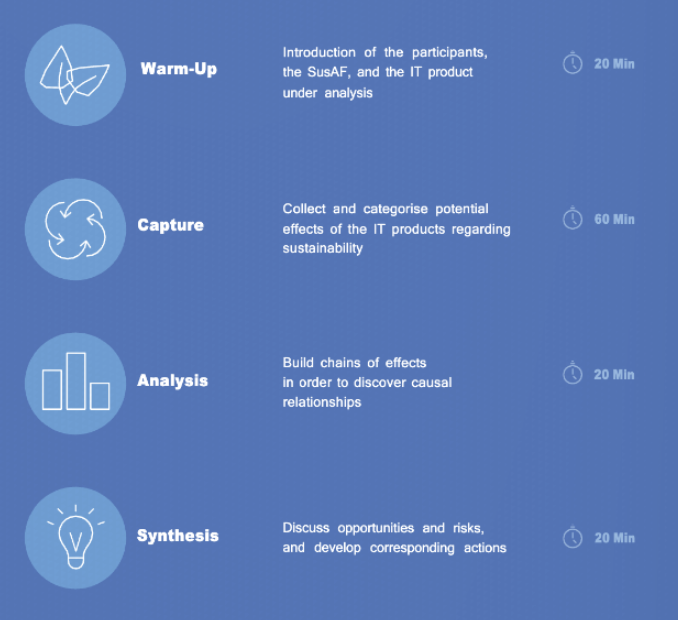 Warm-Up
Introduction of the participants,
the SusAF, and the IT product
under analysis
20 Min
Capture
Collect and categorise potential
effects of the IT products regarding
sustainability
60 Min
Analysis
Build chains of effects
in order to discover causal
relationships
20 Min
Synthesis
Discuss opportunities and risks,
and develop corresponding actions
20 Min